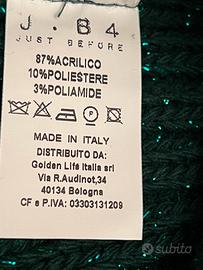 J.B4
JUST BEFORE
87%ACRILICO
10%POLIESTERE
3%POLIAMIDE
MADE IN ITALY
DISTRIBUITO DA:
Goldan Life Italia srl
Via R.Audinot,34
40134 Bologna
CF e P.IVA: 03303131209
subito